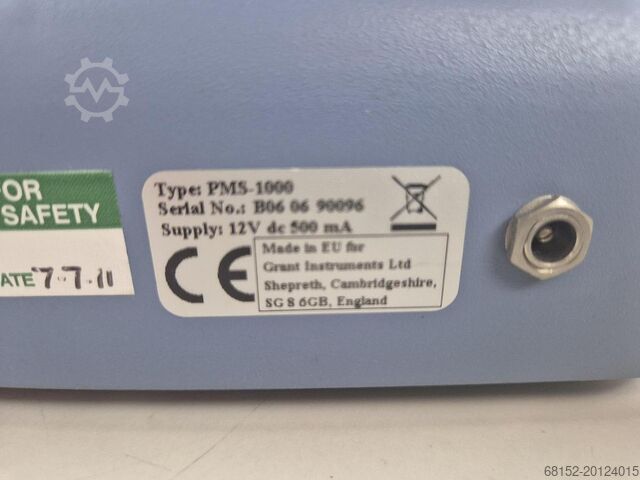 FOR
SAFETY
ATE 7-7-11
Type: PMS-1000
Serial No.: B06 06 90096
Supply: 12V dc 500 mA
CE
Made in EU for
Grant Instruments Ltd
Shepreth, Cambridgeshire,
SG 8 6GB, England
68152-20124015